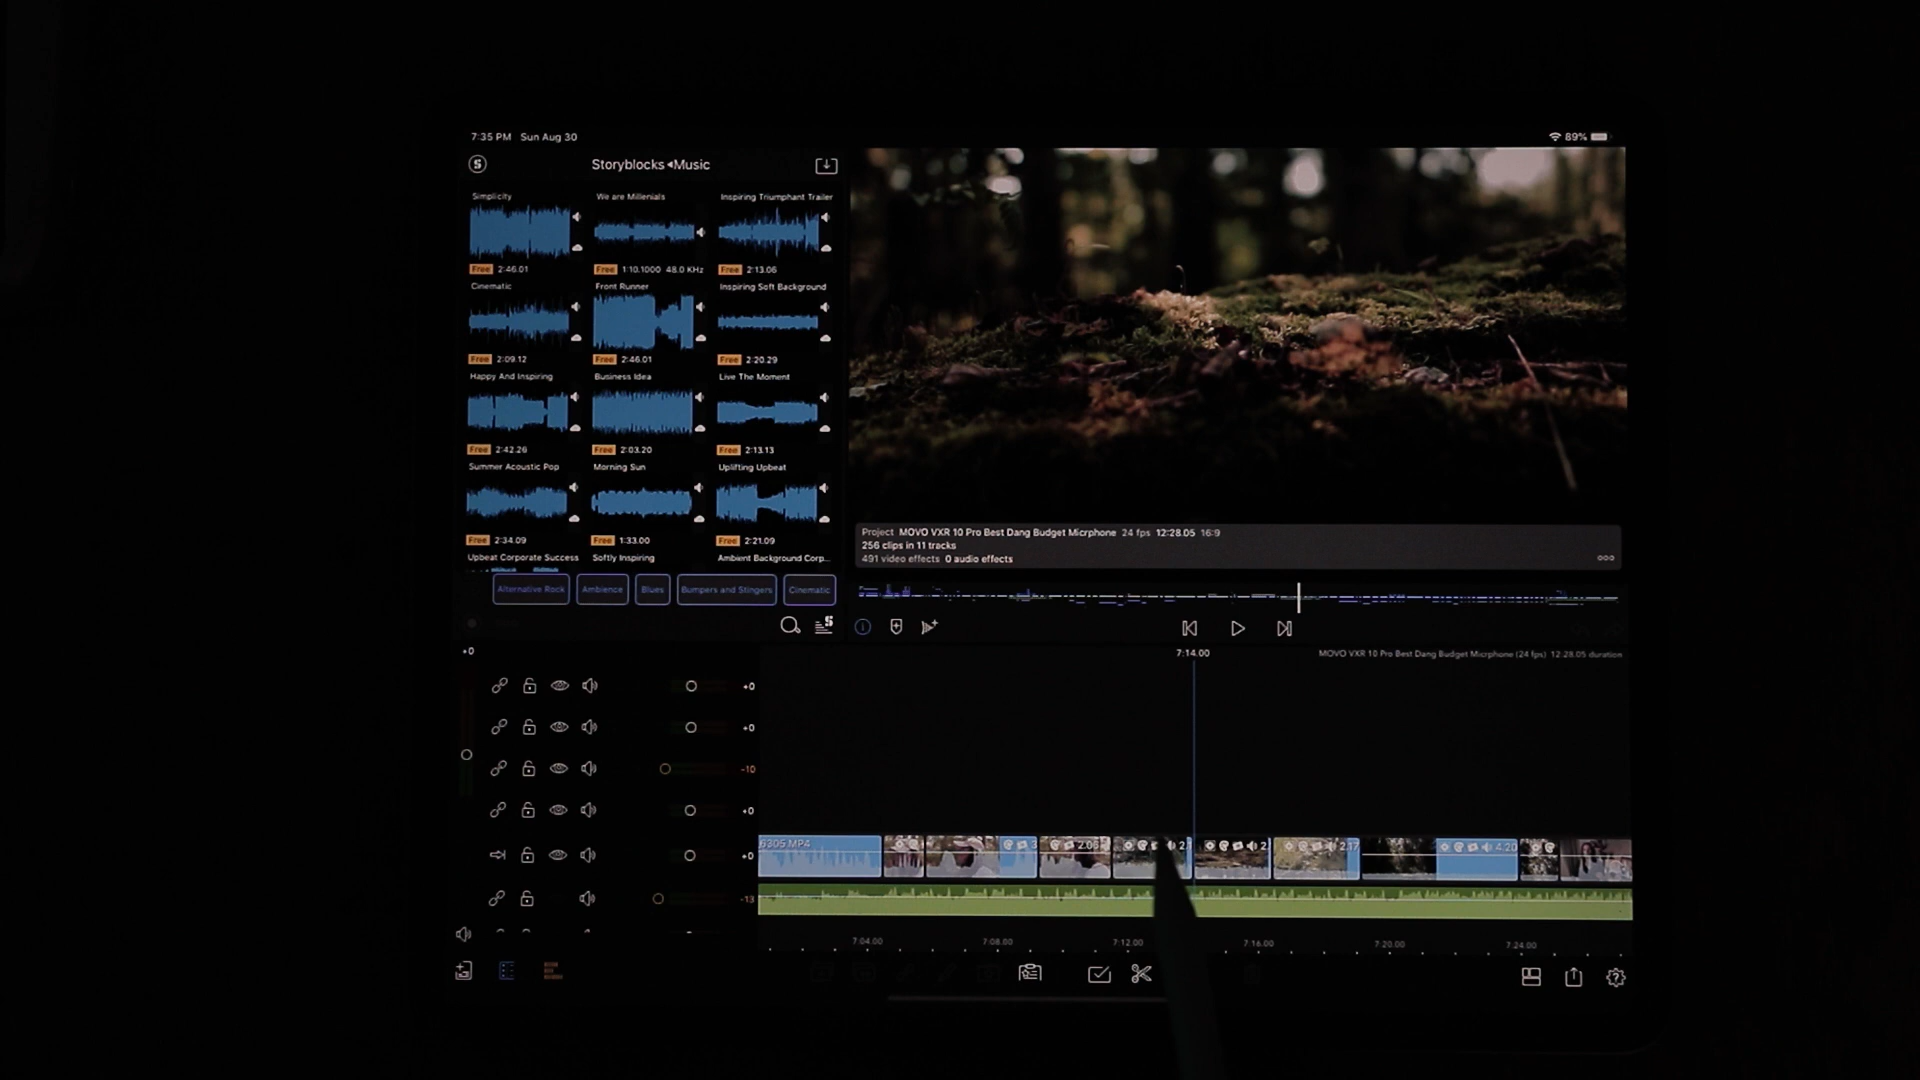 7:35 PM Sun Aug 30
89%
S
Storyblocks◂Music
Simplicity We are Millenials Inspiring Triumphant Trailer
Free 2:46.01 Free 1:10.1000 48.0 KHz Free 2:13.06
Cinematic Front Runner Inspiring Soft Background
Free 2:09.12 Free 2:46.01 Free 2:20.29
Happy And Inspiring Business Idea Live The Moment
Free 2:42.26 Free 2:03.20 Free 2:13.13
Summer Acoustic Pop Morning Sun Uplifting Upbeat
Free 2:34.09 Free 1:33.00 Free 2:21.09
Upbeat Corporate Success Softly Inspiring Ambient Background Corp...
Alternative Rock Ambience Blues Bumpers and Stingers Cinematic
Project MOVO VXR 10 Pro Best Dang Budget Micrphone 24 fps 12:28.05 16:9
256 clips in 11 tracks
491 video effects 0 audio effects
+0
7:14.00
MOVO VXR 10 Pro Best Dang Budget Micrphone (24 fps) 12:28.05 duration
+0
+0
-10
+0
+0
-13
6305.MP4
3
2.06
2
2
2.17
4.20
7:04.00 7:08.00 7:12.00 7:16.00 7:20.00 7:24.00